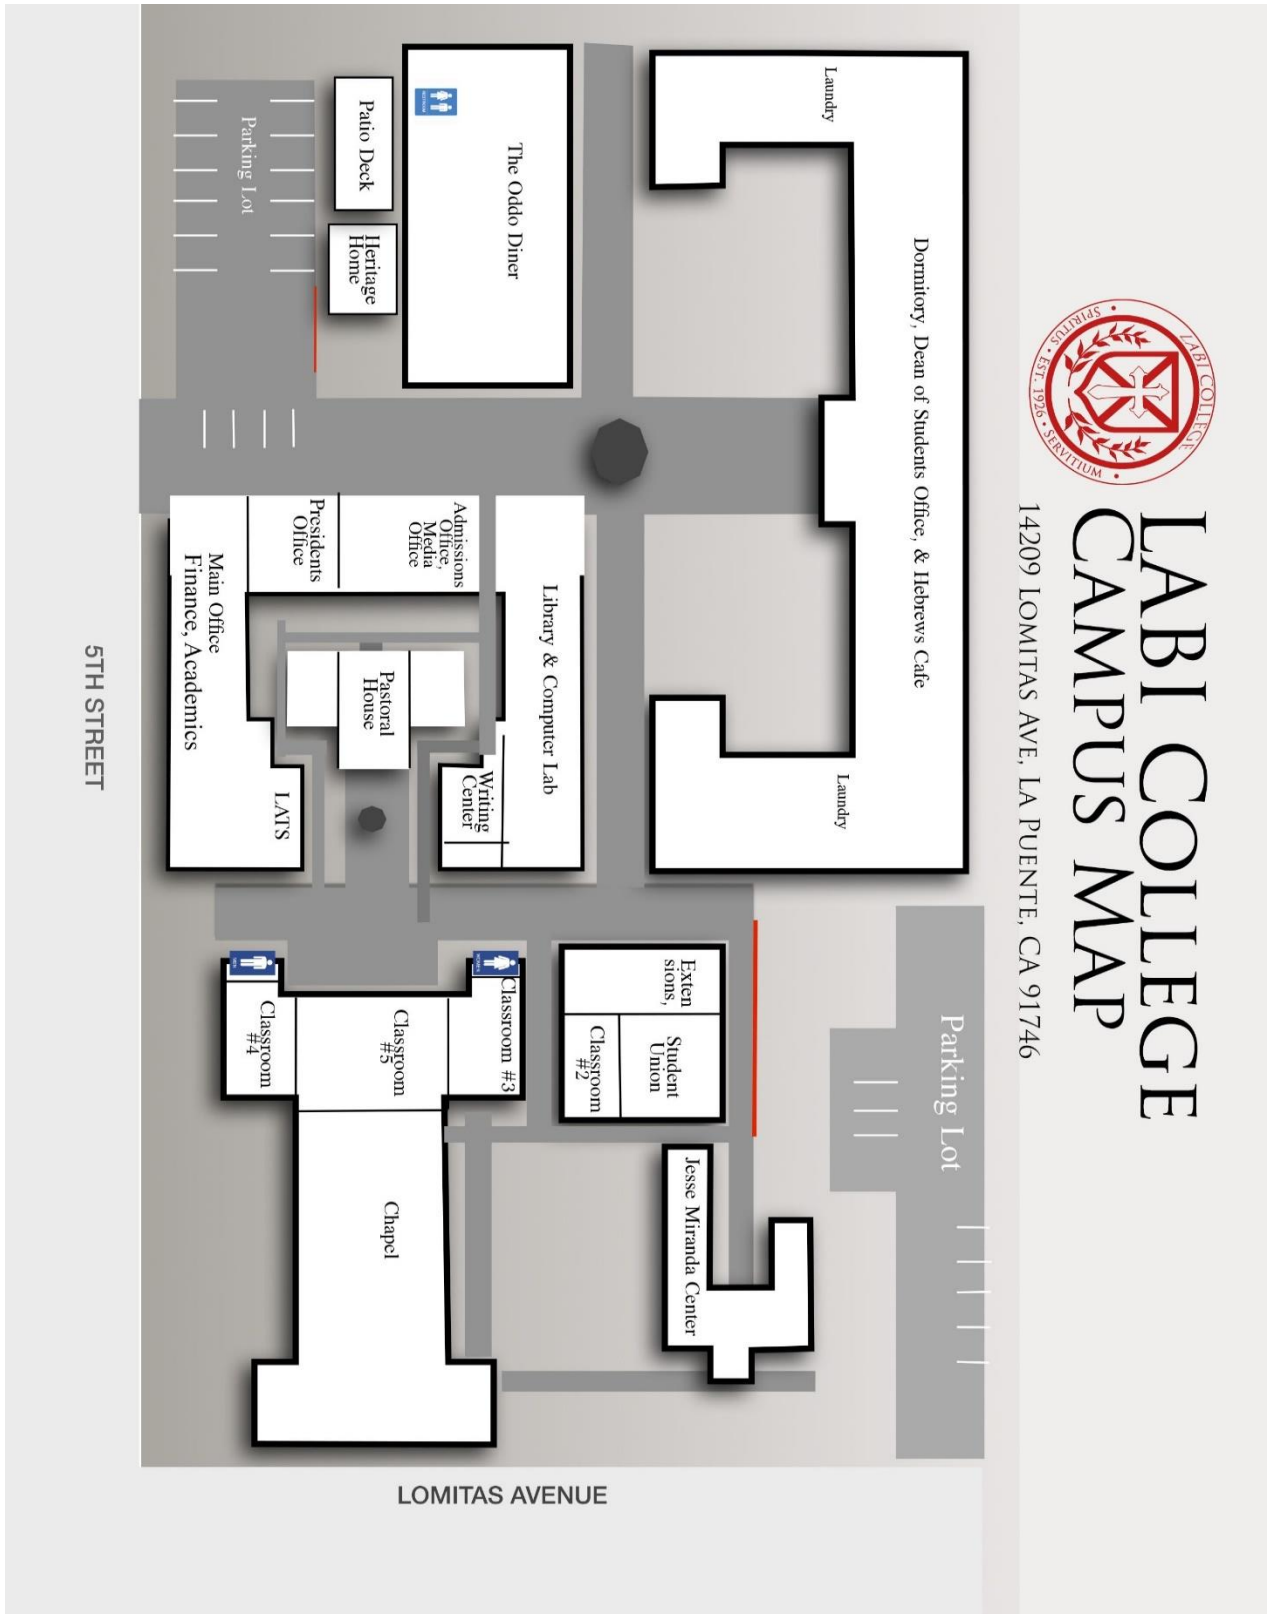 LABI COLLEGE
CAMPUS MAP
14209 LOMITAS AVE, LA PUENTE, CA 91746
LABI COLLEGE
SPIRITUS • EST. 1926 • SERVITIUM
Laundry
Dormitory, Dean of Students Office, & Hebrews Cafe
Laundry
Parking Lot
The Oddo Diner
RESTROOM
Patio Deck
Heritage
Home
Parking Lot
Library & Computer Lab
Writing
Center
Admissions
Office,
Media
Office
Presidents
Office
Pastoral
House
Main Office
Finance, Academics
LATS
Exten
sions,
Student
Union
Classroom
#2
Jesse Miranda Center
WOMEN
Classroom #3
Classroom
#5
MEN
Classroom
#4
Chapel
5TH STREET
LOMITAS AVENUE